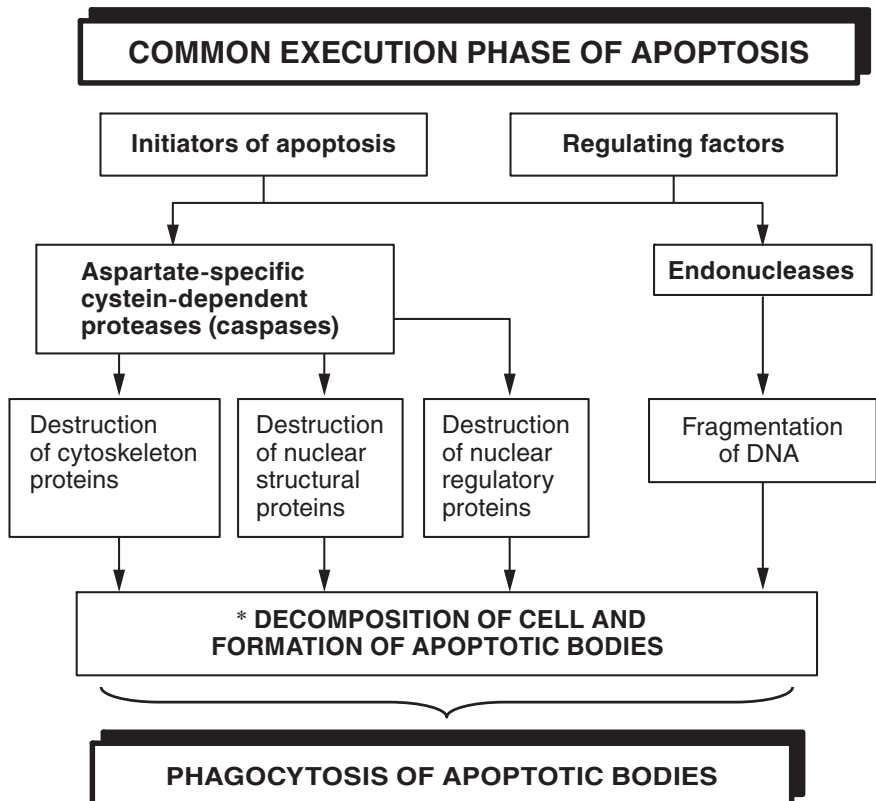 COMMON EXECUTION PHASE OF APOPTOSIS
Initiators of apoptosis
Regulating factors
Aspartate-specific
cystein-dependent
proteases (caspases)
Endonucleases
Destruction
of cytoskeleton
proteins
Destruction
of nuclear
structural
proteins
Destruction
of nuclear
regulatory
proteins
Fragmentation
of DNA
* DECOMPOSITION OF CELL AND
FORMATION OF APOPTOTIC BODIES
PHAGOCYTOSIS OF APOPTOTIC BODIES